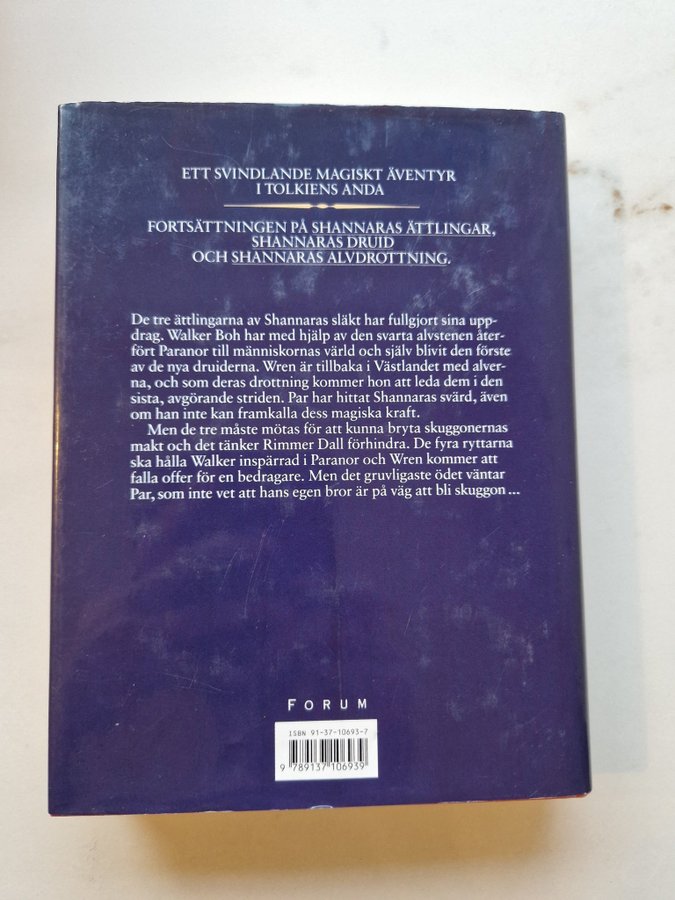 ETT SVINDLANDE MAGISKT ÄVENTYR
I TOLKIENS ANDA
FORTSÄTTNINGEN PÅ SHANNARAS ÄTTLINGAR,
SHANNARAS DRUID
OCH SHANNARAS ALVDROTTNING.
De tre ättlingarna av Shannaras släkt har fullgjort sina upp-
drag. Walker Boh har med hjälp av den svarta alvstenen åter-
fört Paranor till människornas värld och själv blivit den förste
av de nya druiderna. Wren är tillbaka i Västlandet med alver-
na, och som deras drottning kommer hon att leda dem i den
sista, avgörande striden. Par har hittat Shannaras svärd, även
om han inte kan framkalla dess magiska kraft.
Men de tre måste mötas för att kunna bryta skuggonernas
makt och det tänker Rimmer Dall förhindra. De fyra ryttarna
ska hålla Walker inspärrad i Paranor och Wren kommer att
falla offer för en bedragare. Men det gruvligaste ödet väntar
Par, som inte vet att hans egen bror är på väg att bli skuggon ...
FORUM
ISBN 91-37-10693-7
9 789137 106939